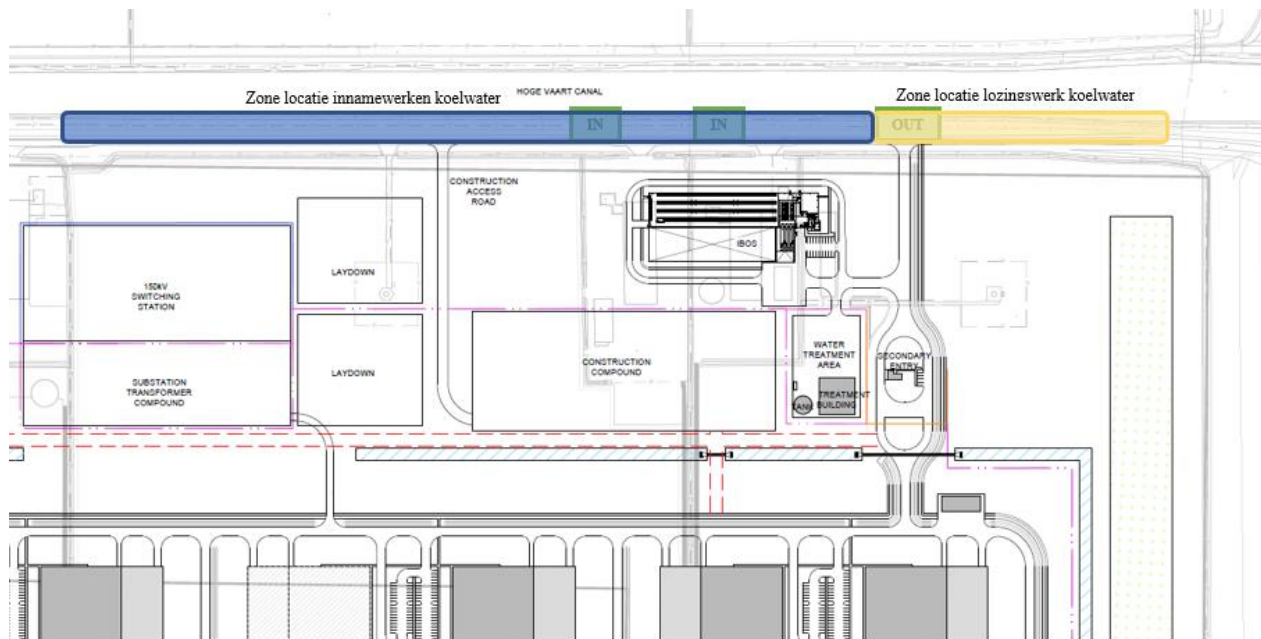 HOGE VAART CANAL
Zone locatie innamewerken koelwater
Zone locatie lozingswerk koelwater
IN
IN
OUT
CONSTRUCTION
ACCESS
ROAD
IBOS
LAYDOWN
150kV
SWITCHING
STATION
LAYDOWN
CONSTRUCTION
COMPOUND
WATER
TREATMENT
AREA
SECONDARY
ENTRY
SUBSTATION
TRANSFORMER
COMPOUND
TANK
TREATMENT
BUILDING